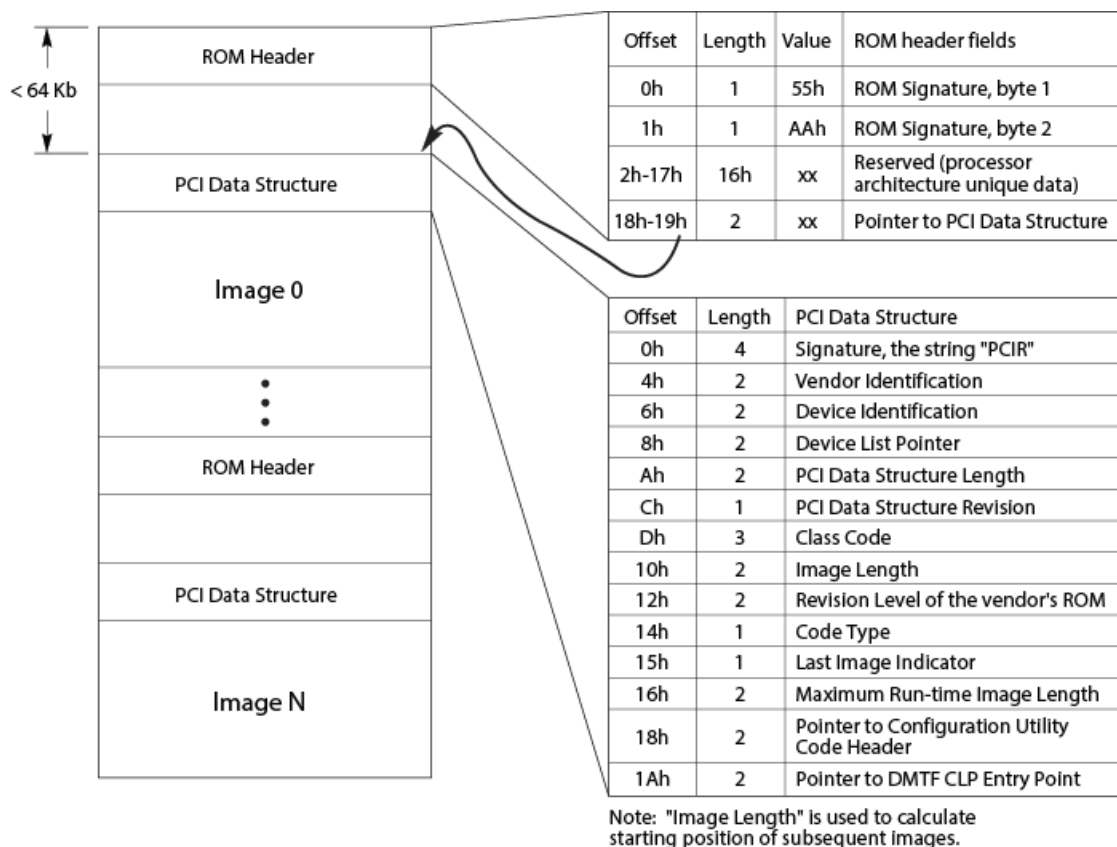 < 64 Kb
ROM Header
PCI Data Structure
Image 0
ROM Header
PCI Data Structure
Image N
Offset Length Value ROM header fields
0h 1 55h ROM Signature, byte 1
1h 1 AAh ROM Signature, byte 2
2h-17h 16h xx Reserved (processor
architecture unique data)
18h-19h 2 xx Pointer to PCI Data Structure
Offset Length PCI Data Structure
0h 4 Signature, the string "PCIR"
4h 2 Vendor Identification
6h 2 Device Identification
8h 2 Device List Pointer
Ah 2 PCI Data Structure Length
Ch 1 PCI Data Structure Revision
Dh 3 Class Code
10h 2 Image Length
12h 2 Revision Level of the vendor's ROM
14h 1 Code Type
15h 1 Last Image Indicator
16h 2 Maximum Run-time Image Length
18h 2 Pointer to Configuration Utility
Code Header
1Ah 2 Pointer to DMTF CLP Entry Point
Note: "Image Length" is used to calculate
starting position of subsequent images.